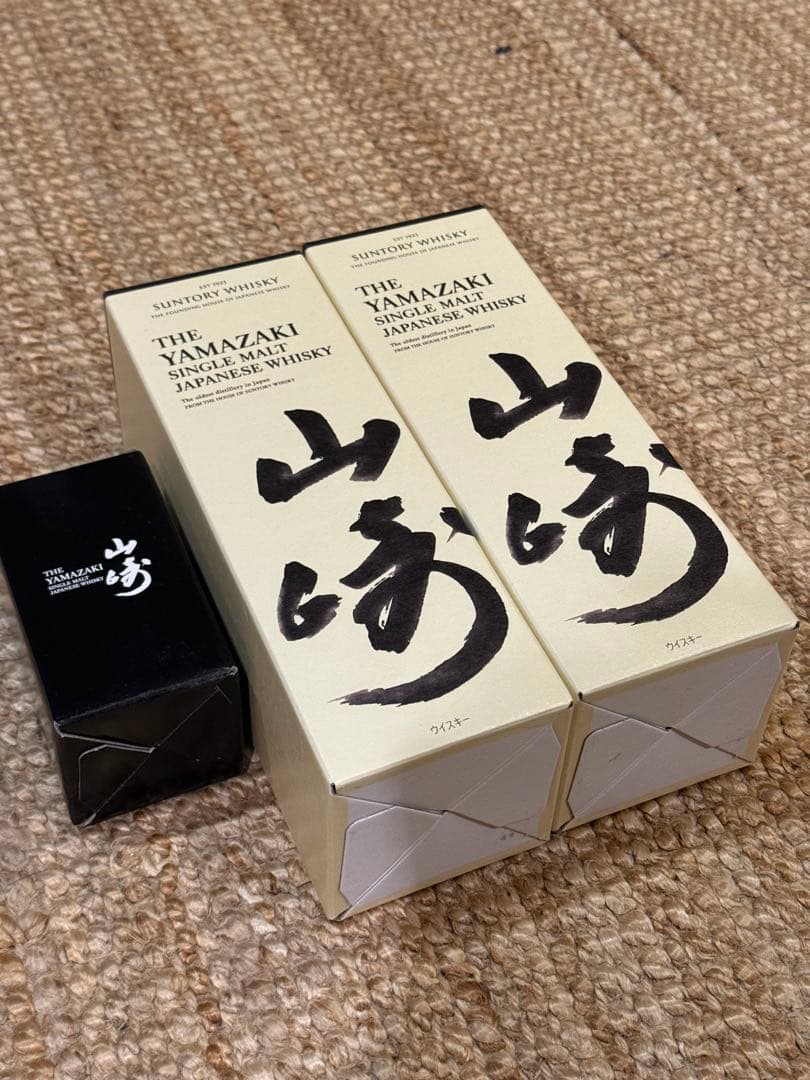 EST 1923
SUNTORY WHISKY
THE FOUNDING HOUSE OF JAPANESE WHISKY
THE
YAMAZAKI
SINGLE MALT
JAPANESE WHISKY
The oldest distillery in Japan
FROM THE HOUSE OF SUNTORY WHISKY
山崎
ウイスキー
EST 1923
SUNTORY WHISKY
THE FOUNDING HOUSE OF JAPANESE WHISKY
THE
YAMAZAKI
SINGLE MALT
JAPANESE WHISKY
The oldest distillery in Japan
FROM THE HOUSE OF SUNTORY WHISKY
山崎
ウイスキー
THE
YAMAZAKI
SINGLE MALT
JAPANESE WHISKY
山崎